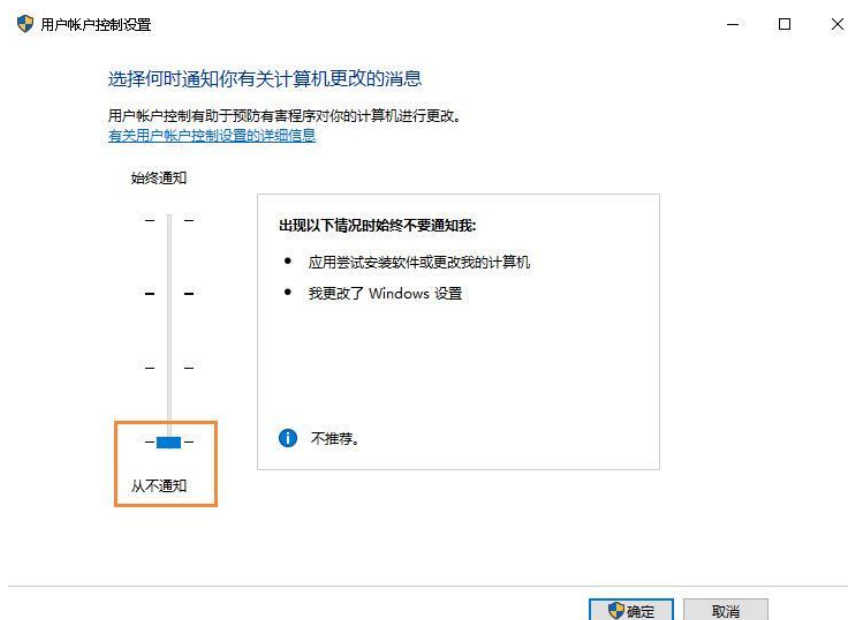 用户帐户控制设置
选择何时通知你有关计算机更改的消息
用户帐户控制有助于预防有害程序对你的计算机进行更改。
有关用户帐户控制设置的详细信息
始终通知
出现以下情况时始终不要通知我:
应用尝试安装软件或更改我的计算机
我更改了 Windows 设置
不推荐。
从不通知
确定
取消